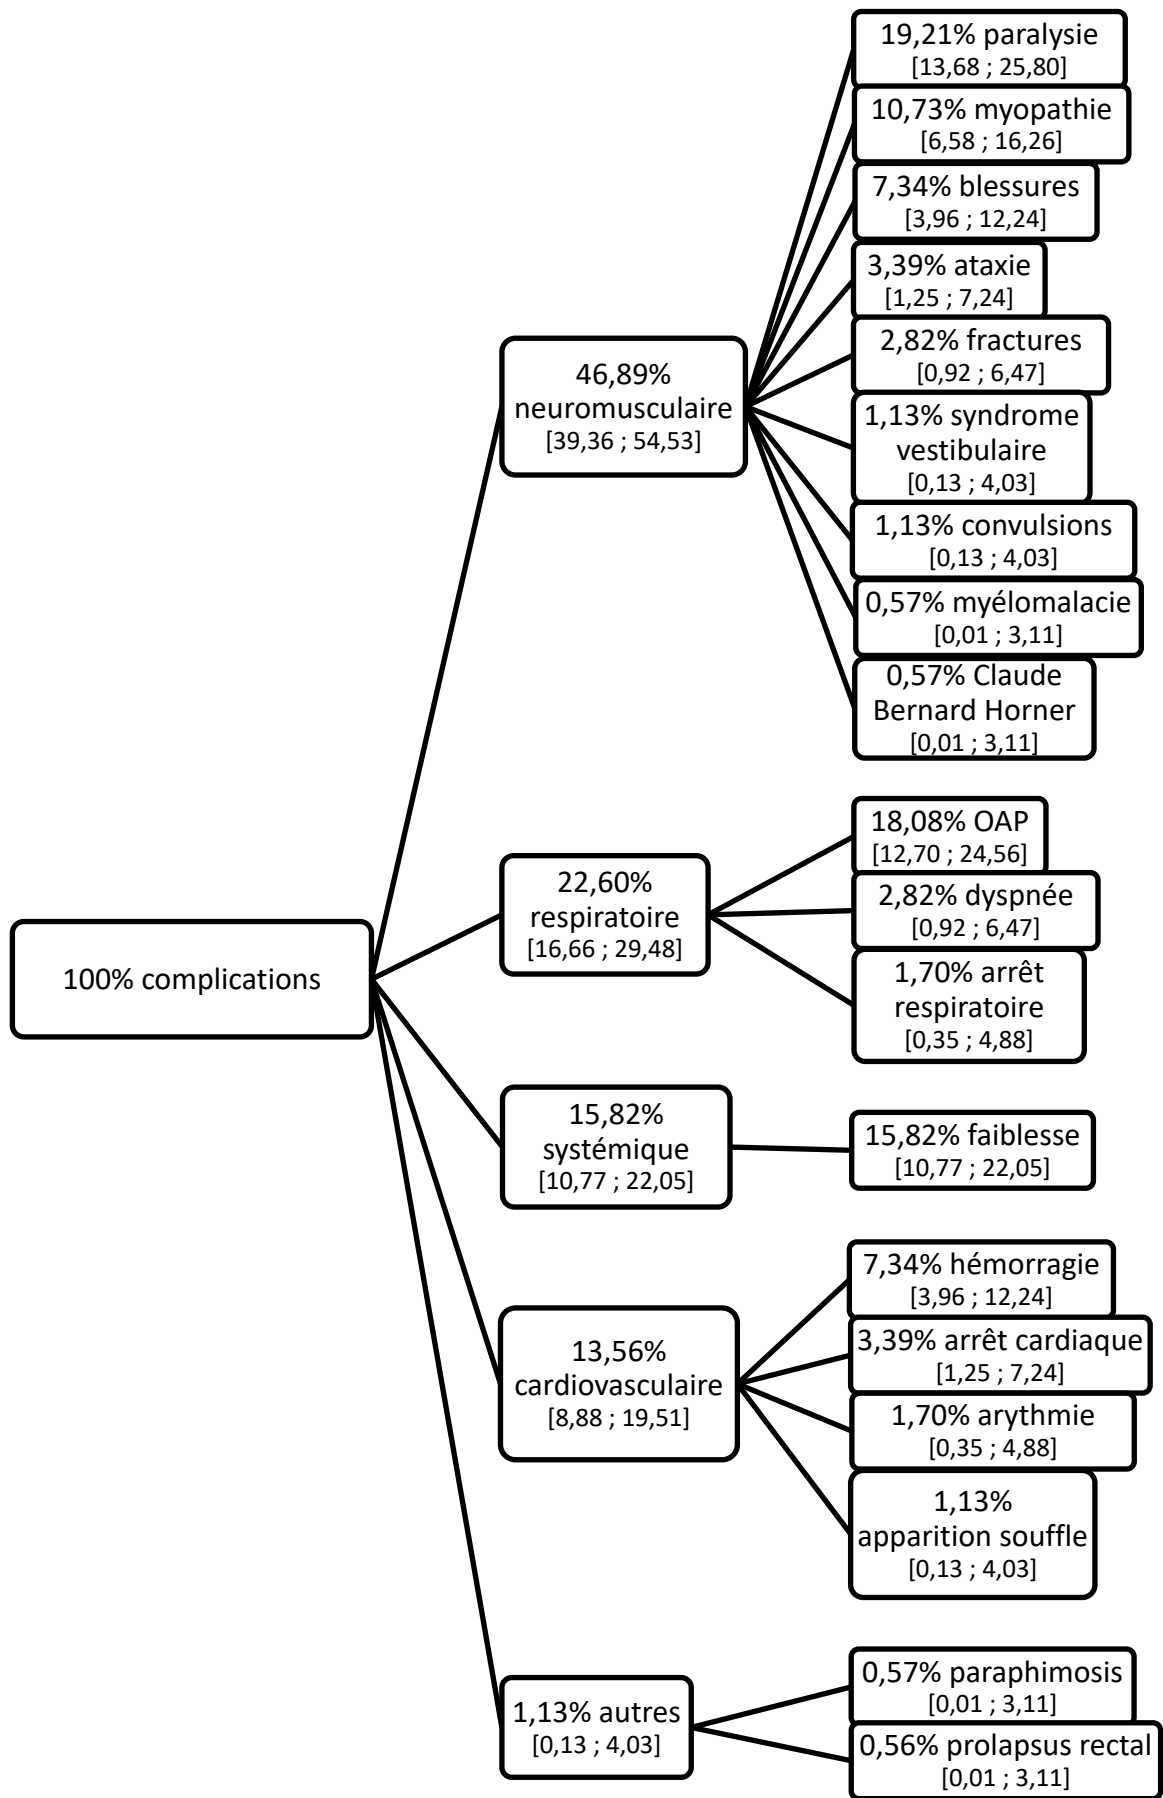 100% complications
46,89%
neuromusculaire
[39,36 ; 54,53]
19,21% paralysie
[13,68 ; 25,80]
10,73% myopathie
[6,58 ; 16,26]
7,34% blessures
[3,96 ; 12,24]
3,39% ataxie
[1,25 ; 7,24]
2,82% fractures
[0,92 ; 6,47]
1,13% syndrome
vestibulaire
[0,13 ; 4,03]
1,13% convulsions
[0,13 ; 4,03]
0,57% myélomalacie
[0,01 ; 3,11]
0,57% Claude
Bernard Horner
[0,01 ; 3,11]
22,60%
respiratoire
[16,66 ; 29,48]
18,08% OAP
[12,70 ; 24,56]
2,82% dyspnée
[0,92 ; 6,47]
1,70% arrêt
respiratoire
[0,35 ; 4,88]
15,82%
systémique
[10,77 ; 22,05]
15,82% faiblesse
[10,77 ; 22,05]
13,56%
cardiovasculaire
[8,88 ; 19,51]
7,34% hémorragie
[3,96 ; 12,24]
3,39% arrêt cardiaque
[1,25 ; 7,24]
1,70% arythmie
[0,35 ; 4,88]
1,13%
apparition souffle
[0,13 ; 4,03]
1,13% autres
[0,13 ; 4,03]
0,57% paraphimosis
[0,01 ; 3,11]
0,56% prolapsus rectal
[0,01 ; 3,11]